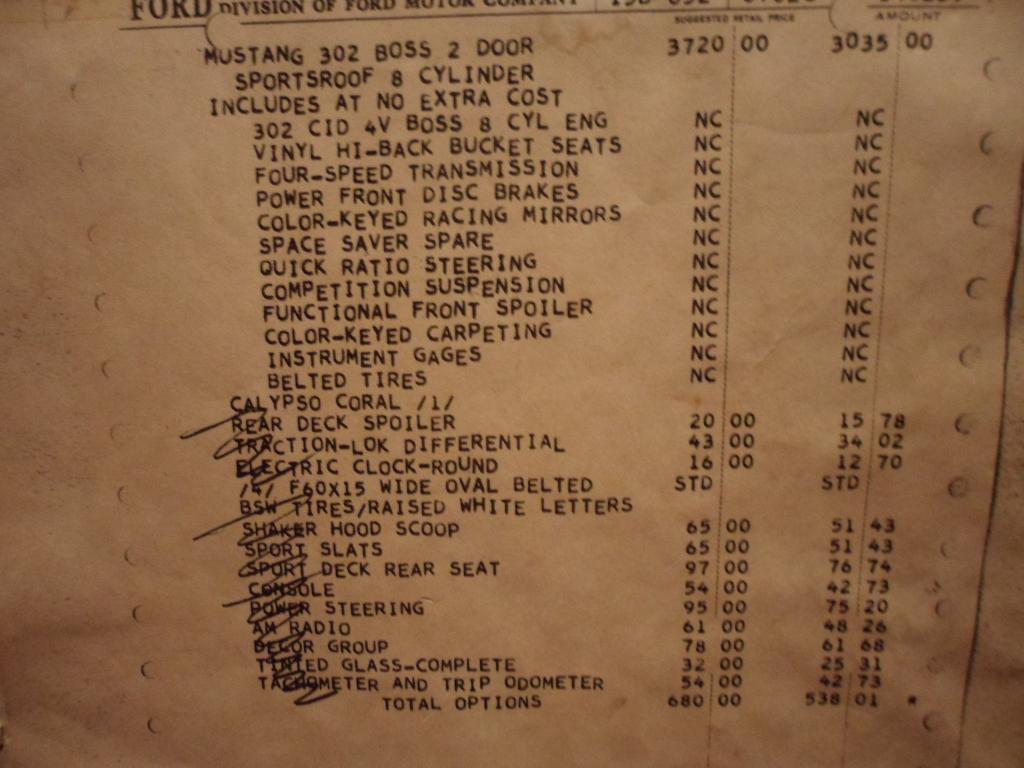 FORD DIVISION OF FORD MOTOR COMPANY
SUGGESTED RETAIL PRICE AMOUNT
MUSTANG 302 BOSS 2 DOOR 3720 00 3035 00
SPORTSROOF 8 CYLINDER
INCLUDES AT NO EXTRA COST
302 CID 4V BOSS 8 CYL ENG NC NC
VINYL HI-BACK BUCKET SEATS NC NC
FOUR-SPEED TRANSMISSION NC NC
POWER FRONT DISC BRAKES NC NC
COLOR-KEYED RACING MIRRORS NC NC
SPACE SAVER SPARE NC NC
QUICK RATIO STEERING NC NC
COMPETITION SUSPENSION NC NC
FUNCTIONAL FRONT SPOILER NC NC
COLOR-KEYED CARPETING NC NC
INSTRUMENT GAGES NC NC
BELTED TIRES NC NC
CALYPSO CORAL /1/
REAR DECK SPOILER 20 00 15 78
TRACTION-LOK DIFFERENTIAL 43 00 34 02
ELECTRIC CLOCK-ROUND 16 00 12 70
/4/ F60X15 WIDE OVAL BELTED STD STD
BSW TIRES/RAISED WHITE LETTERS
SHAKER HOOD SCOOP 65 00 51 43
SPORT SLATS 65 00 51 43
SPORT DECK REAR SEAT 97 00 76 74
CONSOLE 54 00 42 73
POWER STEERING 95 00 75 20
AM RADIO 61 00 48 26
DECOR GROUP 78 00 61 68
TINTED GLASS-COMPLETE 32 00 25 31
TACHOMETER AND TRIP ODOMETER 54 00 42 73
TOTAL OPTIONS 680 00 538 01 *